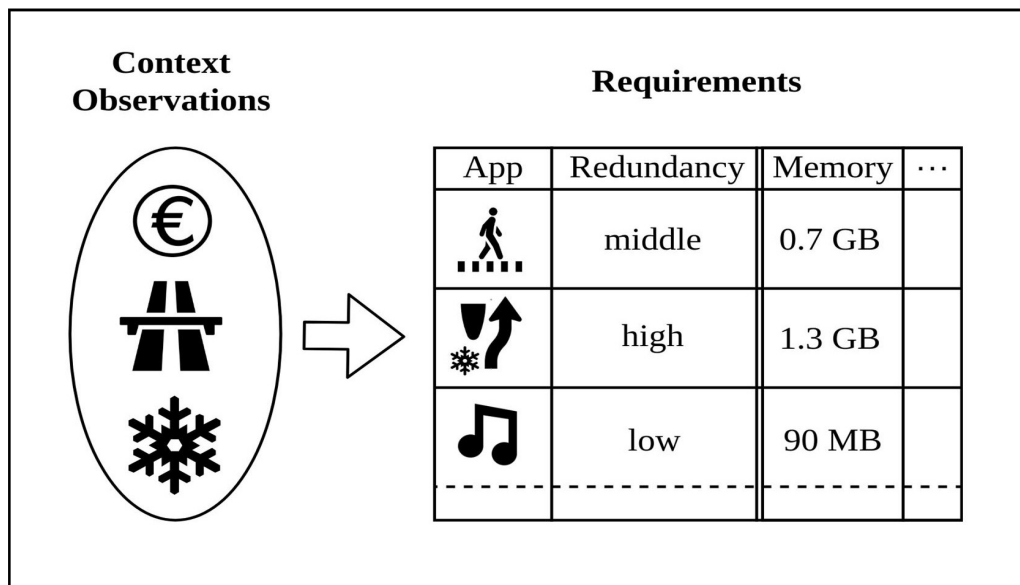 Context
Observations
€
Requirements
App Redundancy Memory ...
middle 0.7 GB
high 1.3 GB
low 90 MB